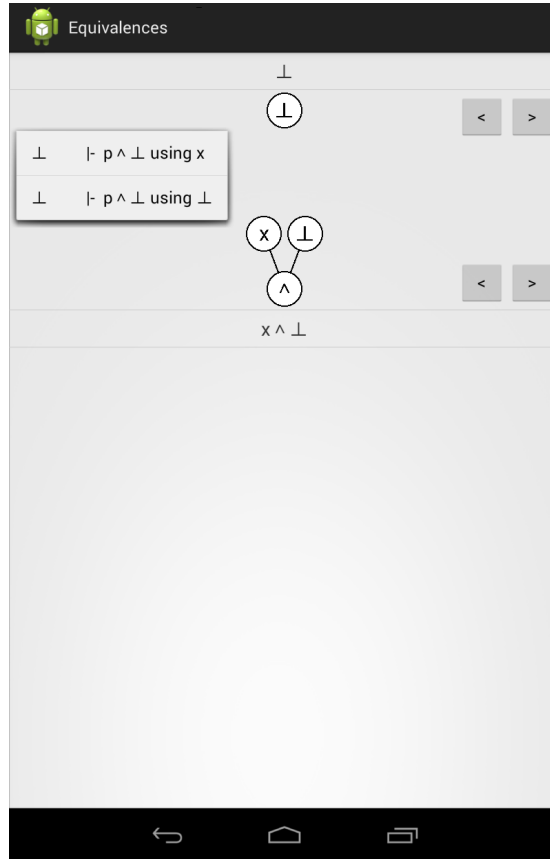 Equivalences
⊥
⊥
< >
⊥ |- p ∧ ⊥ using x
⊥ |- p ∧ ⊥ using ⊥
x ⊥
∧
< >
x ∧ ⊥